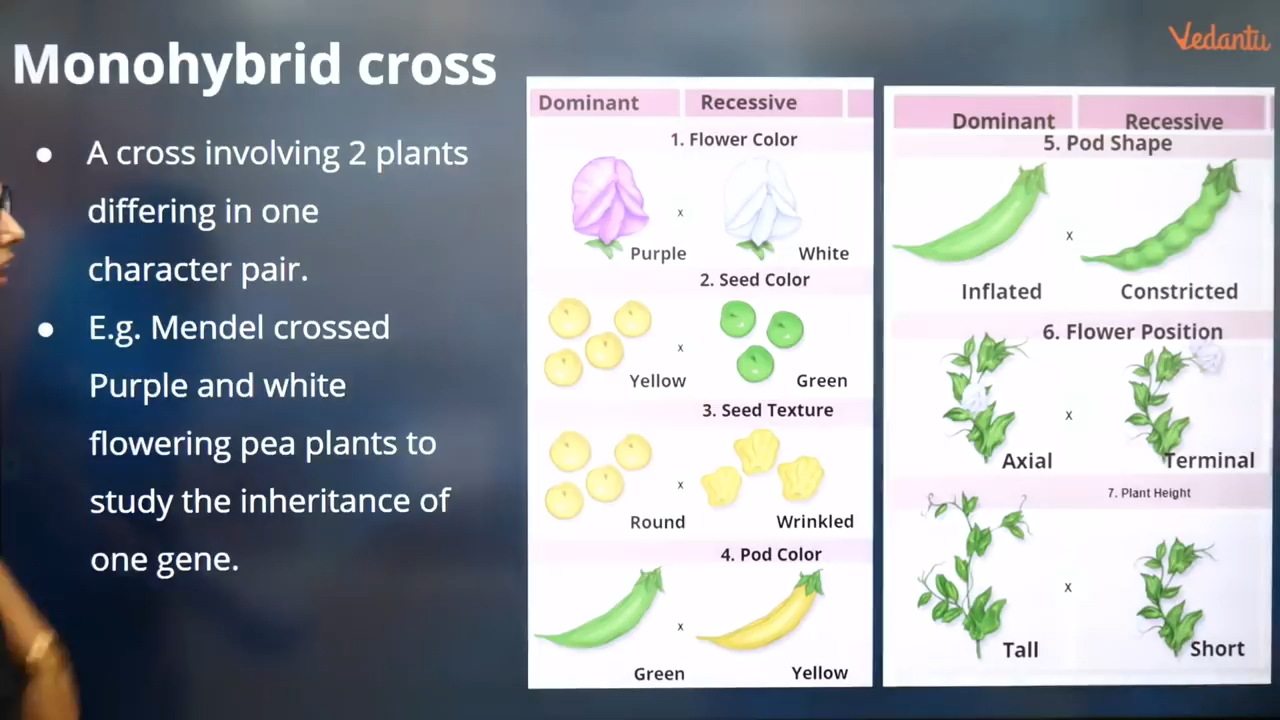 Vedantu
Monohybrid cross
● A cross involving 2 plants
differing in one
character pair.
● E.g. Mendel crossed
Purple and white
flowering pea plants to
study the inheritance of
one gene.
Dominant Recessive
1. Flower Color
x
Purple White
2. Seed Color
x
Yellow Green
3. Seed Texture
x
Round Wrinkled
4. Pod Color
x
Green Yellow
Dominant Recessive
5. Pod Shape
x
Inflated Constricted
6. Flower Position
x
Axial Terminal
7. Plant Height
x
Tall Short